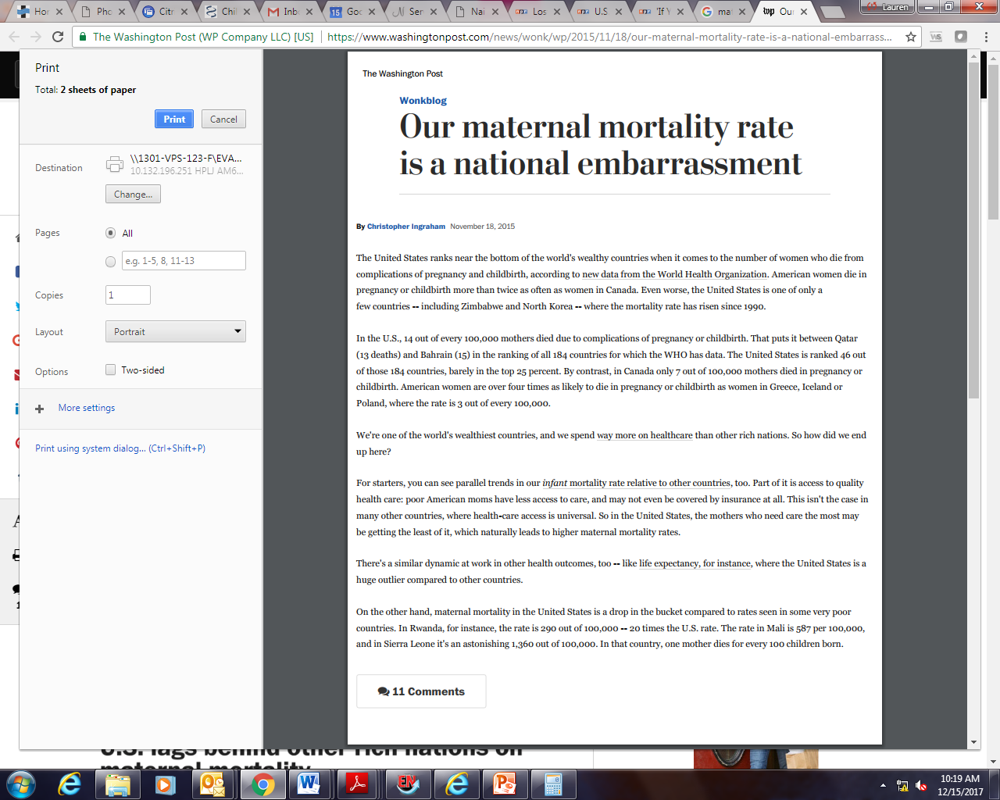 Hor
Pho
Citr
Chil
Inb
15 Goo
Ser
Nai
Los
U.S
'If Y
mat
wp Our
Lauren
The Washington Post (WP Company LLC) [US]
https://www.washingtonpost.com/news/wonk/wp/2015/11/18/our-maternal-mortality-rate-is-a-national-embarrass...
Print
Total: 2 sheets of paper
Print Cancel
Destination
\\1301-VPS-123-F\EVA...
10.132.196.251 HPLJ AM6...
Change...
Pages
All
e.g. 1-5, 8, 11-13
Copies
1
Layout
Portrait
Options
Two-sided
More settings
Print using system dialog... (Ctrl+Shift+P)
The Washington Post
Wonkblog
Our maternal mortality rate
is a national embarrassment
By Christopher Ingraham November 18, 2015
The United States ranks near the bottom of the world's wealthy countries when it comes to the number of women who die from
complications of pregnancy and childbirth, according to new data from the World Health Organization. American women die in
pregnancy or childbirth more than twice as often as women in Canada. Even worse, the United States is one of only a
few countries -- including Zimbabwe and North Korea -- where the mortality rate has risen since 1990.
In the U.S., 14 out of every 100,000 mothers died due to complications of pregnancy or childbirth. That puts it between Qatar
(13 deaths) and Bahrain (15) in the ranking of all 184 countries for which the WHO has data. The United States is ranked 46 out
of those 184 countries, barely in the top 25 percent. By contrast, in Canada only 7 out of 100,000 mothers died in pregnancy or
childbirth. American women are over four times as likely to die in pregnancy or childbirth as women in Greece, Iceland or
Poland, where the rate is 3 out of every 100,000.
We're one of the world's wealthiest countries, and we spend way more on healthcare than other rich nations. So how did we end
up here?
For starters, you can see parallel trends in our infant mortality rate relative to other countries, too. Part of it is access to quality
health care: poor American moms have less access to care, and may not even be covered by insurance at all. This isn't the case in
many other countries, where health-care access is universal. So in the United States, the mothers who need care the most may
be getting the least of it, which naturally leads to higher maternal mortality rates.
There's a similar dynamic at work in other health outcomes, too -- like life expectancy, for instance, where the United States is a
huge outlier compared to other countries.
On the other hand, maternal mortality in the United States is a drop in the bucket compared to rates seen in some very poor
countries. In Rwanda, for instance, the rate is 290 out of 100,000 -- 20 times the U.S. rate. The rate in Mali is 587 per 100,000,
and in Sierra Leone it's an astonishing 1,360 out of 100,000. In that country, one mother dies for every 100 children born.
11 Comments
U.S. lags behind other rich nations on
maternal mortality
10:19 AM
12/15/2017